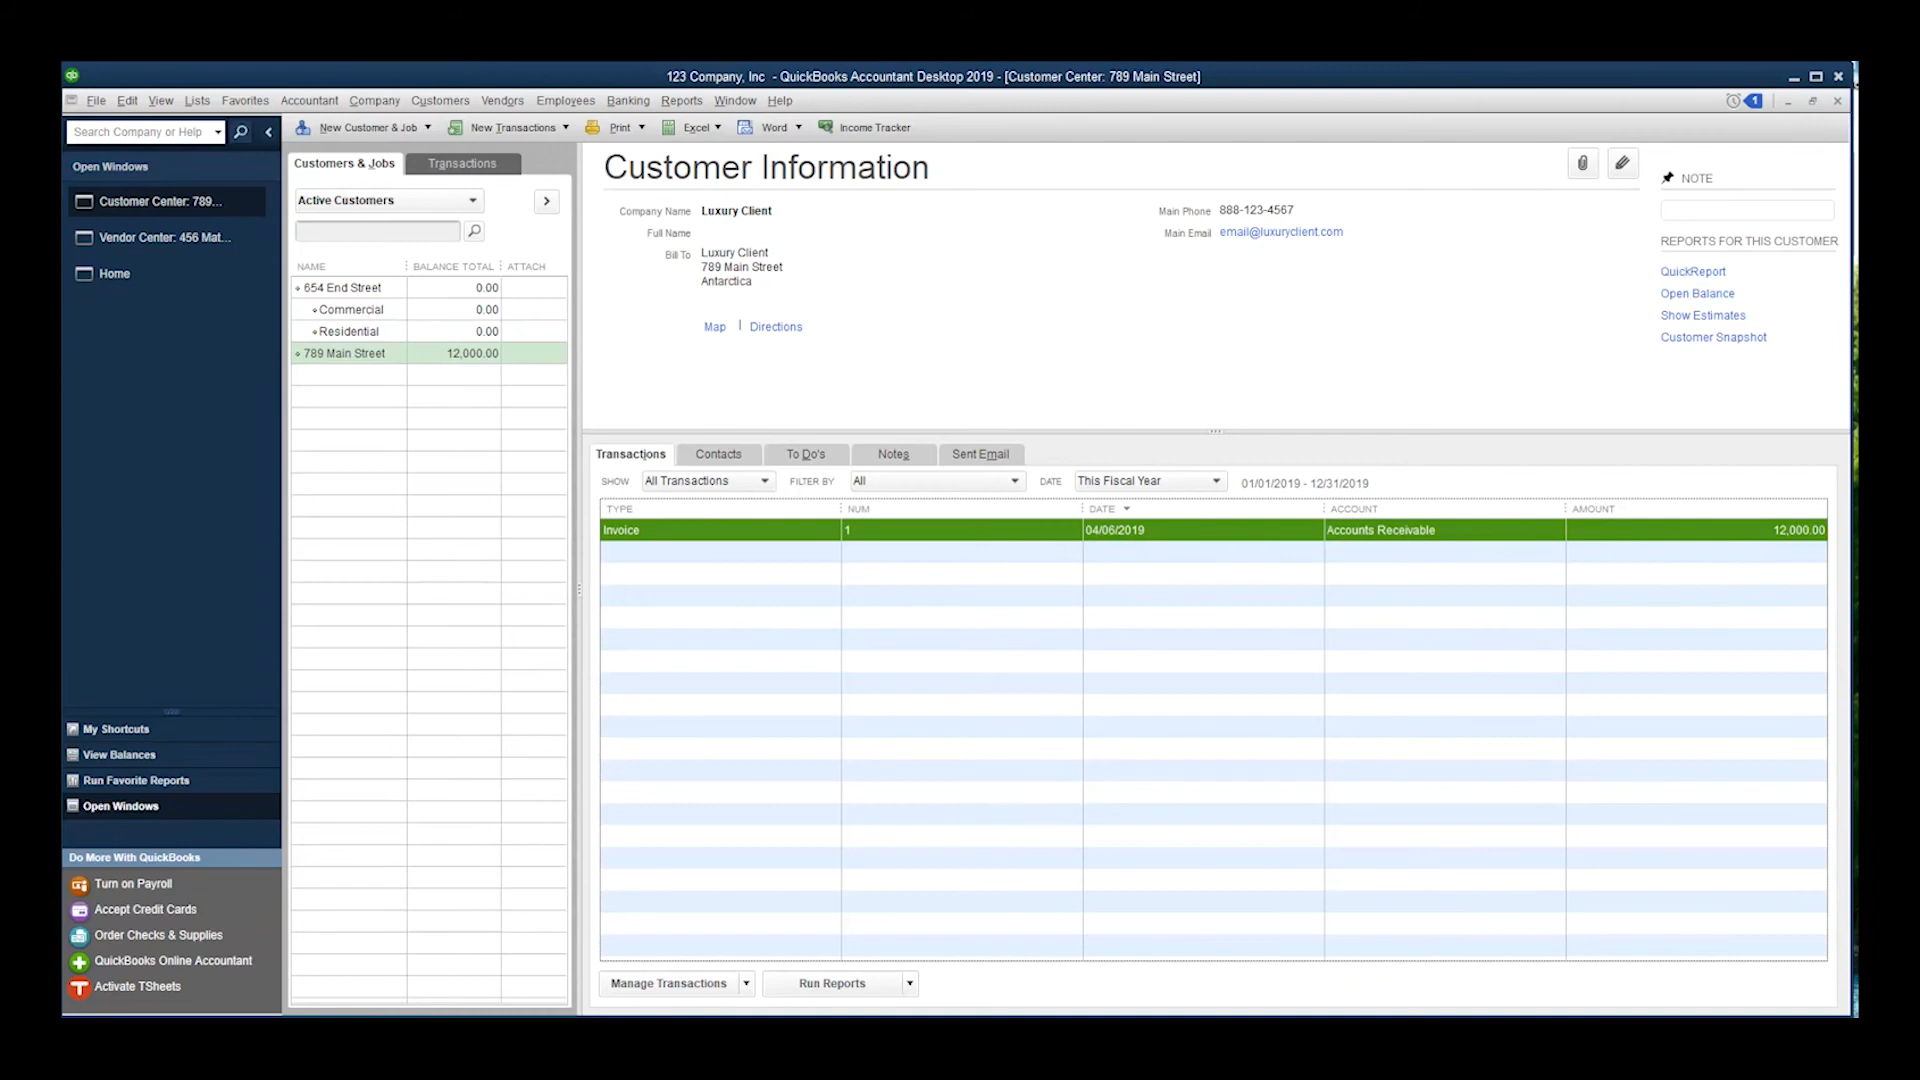 123 Company, Inc - QuickBooks Accountant Desktop 2019 - [Customer Center: 789 Main Street]
File Edit View Lists Favorites Accountant Company Customers Vendors Employees Banking Reports Window Help
1
Search Company or Help
New Customer & Job New Transactions Print Excel Word Income Tracker
Open Windows
Customer Center: 789...
Vendor Center: 456 Mat...
Home
My Shortcuts
View Balances
Run Favorite Reports
Open Windows
Do More With QuickBooks
Turn on Payroll
Accept Credit Cards
Order Checks & Supplies
QuickBooks Online Accountant
Activate TSheets
Customers & Jobs Transactions
Active Customers
NAME BALANCE TOTAL ATTACH
654 End Street 0.00
Commercial 0.00
Residential 0.00
789 Main Street 12,000.00
Customer Information
Company Name Luxury Client
Full Name
Bill To Luxury Client
789 Main Street
Antarctica
Map Directions
Main Phone 888-123-4567
Main Email email@luxuryclient.com
NOTE
REPORTS FOR THIS CUSTOMER
QuickReport
Open Balance
Show Estimates
Customer Snapshot
Transactions Contacts To Do's Notes Sent Email
SHOW All Transactions FILTER BY All DATE This Fiscal Year 01/01/2019 - 12/31/2019
TYPE NUM DATE ACCOUNT AMOUNT
Invoice 1 04/06/2019 Accounts Receivable 12,000.00
Manage Transactions Run Reports